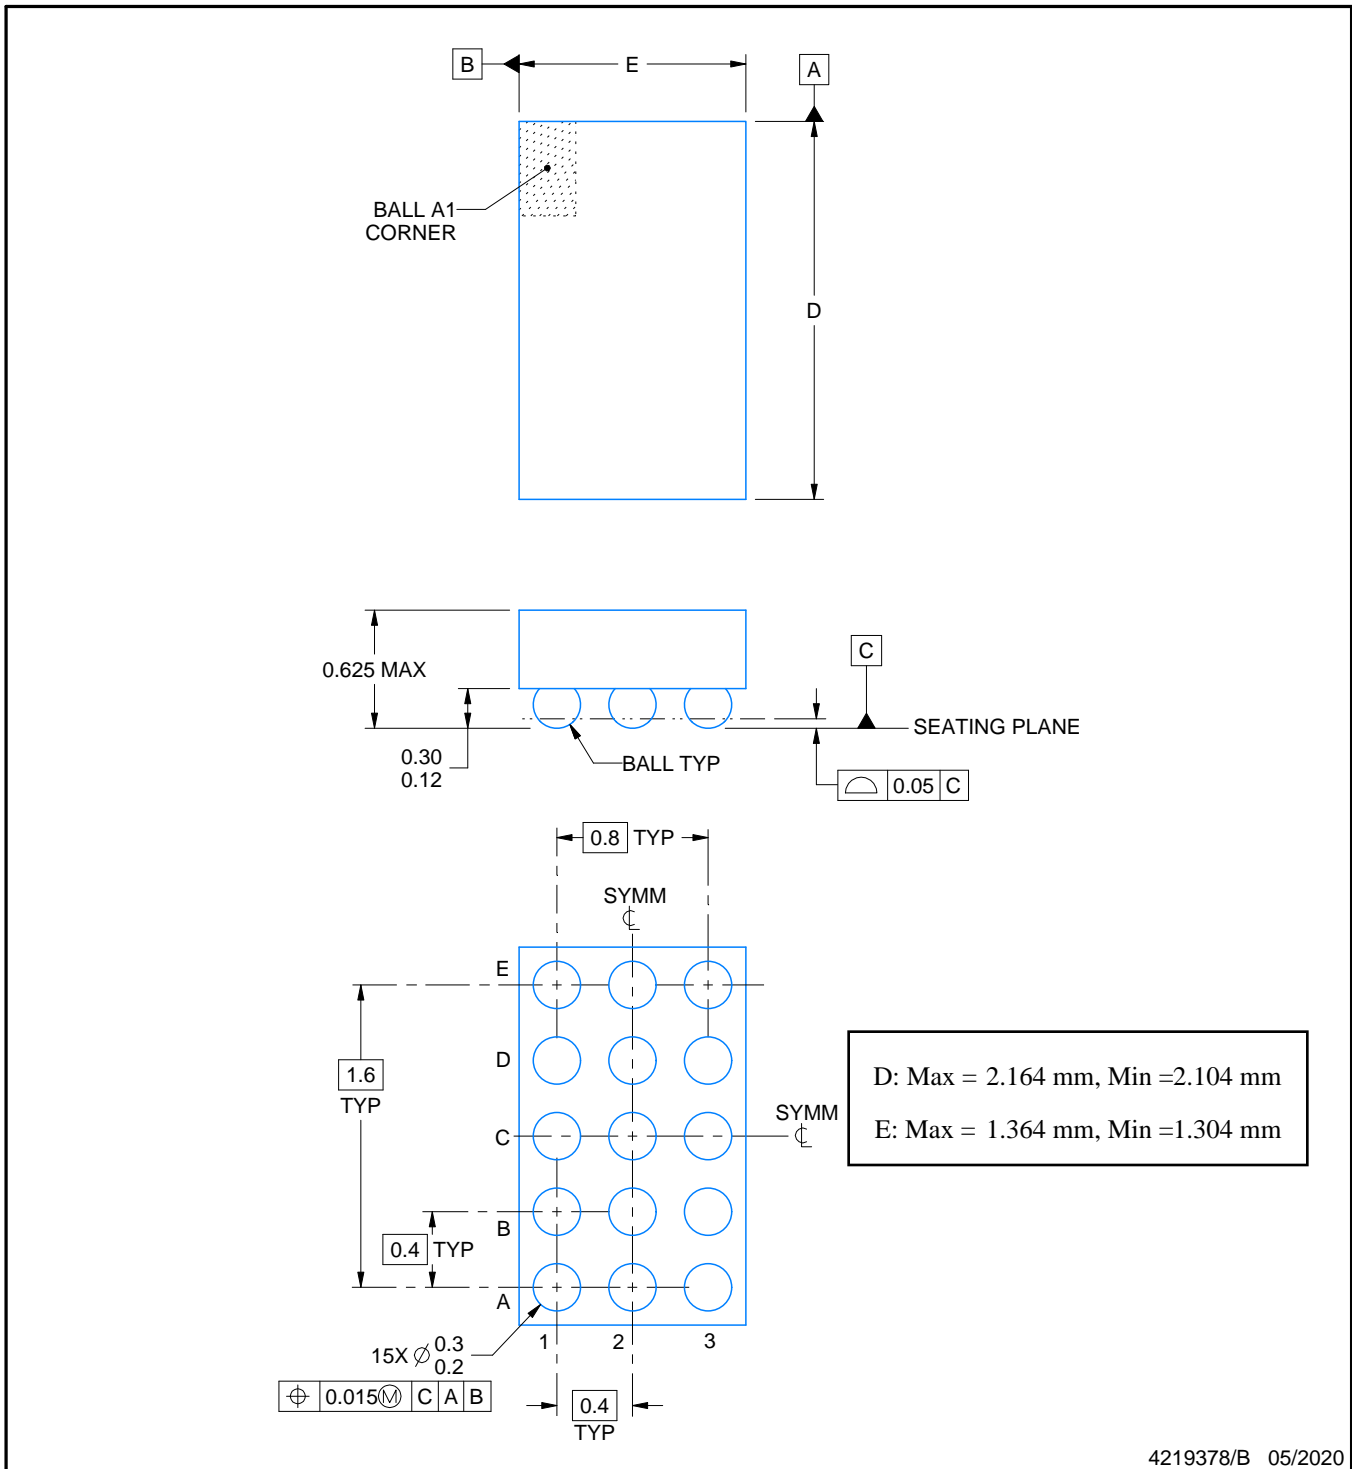 B
E
A
BALL A1
CORNER
D
0.625 MAX
C
SEATING PLANE
0.30
0.12
BALL TYP
0.05 C
0.8 TYP
SYMM
E
D
1.6
TYP
D: Max = 2.164 mm, Min =2.104 mm
E: Max = 1.364 mm, Min =1.304 mm
SYMM
C
B
0.4 TYP
A
1 2 3
15X ⌀ 0.3
0.2
⌖ 0.015Ⓜ C A B
0.4
TYP
4219378/B 05/2020